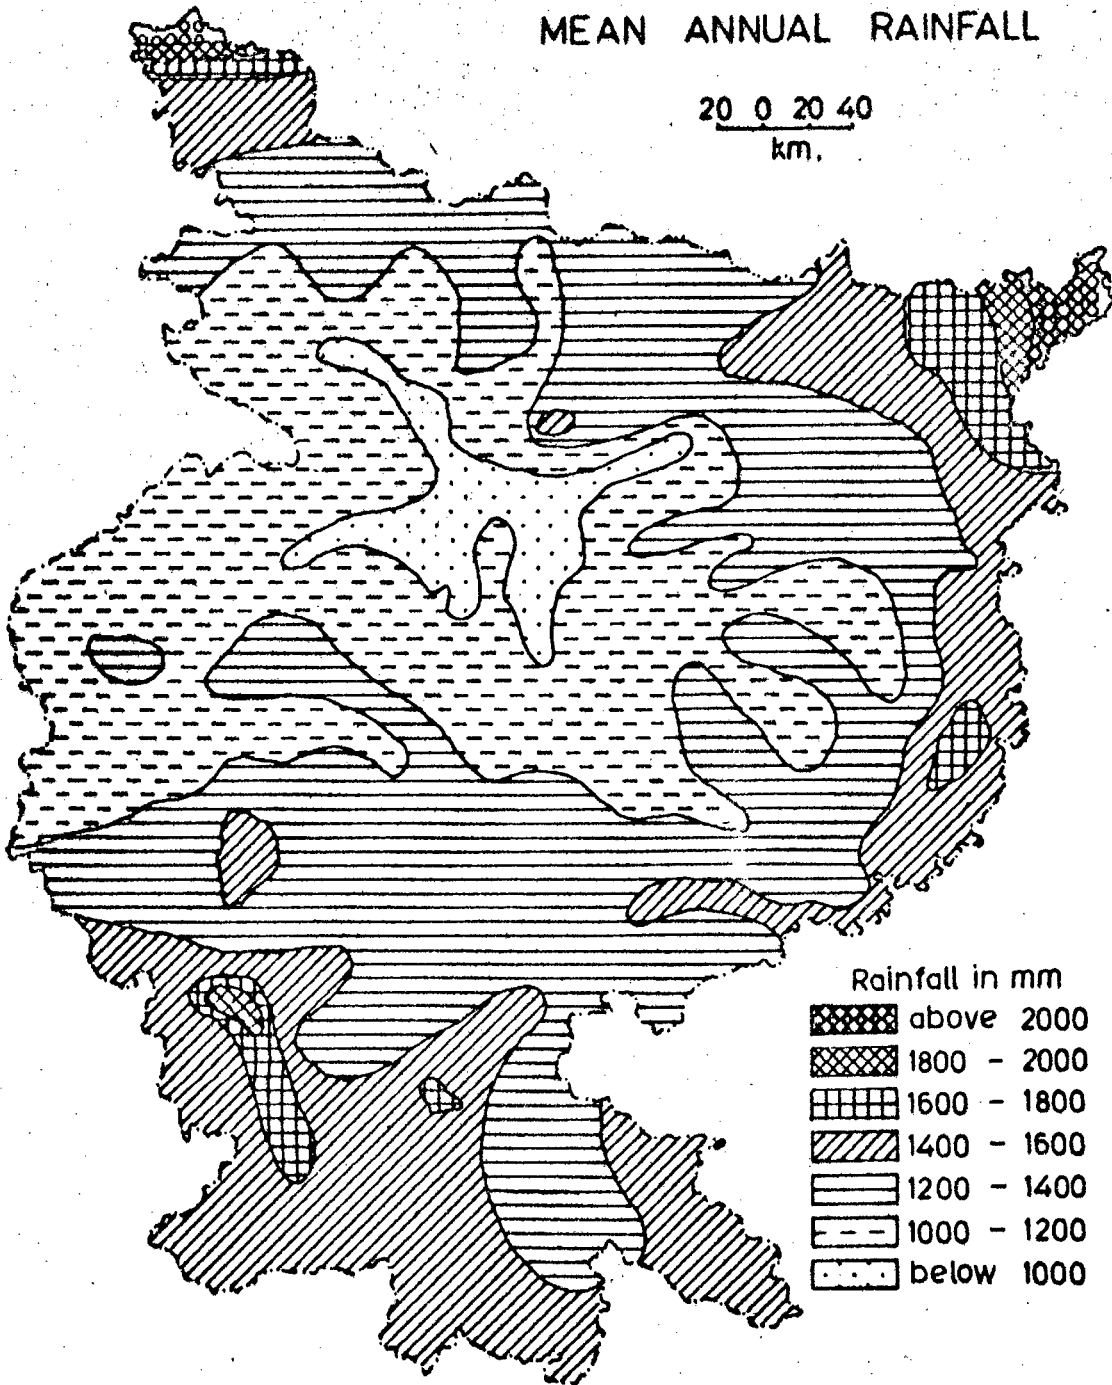 MEAN ANNUAL RAINFALL
20 0 20 40
km.
Rainfall in mm
above 2000
1800 - 2000
1600 - 1800
1400 - 1600
1200 - 1400
1000 - 1200
below 1000